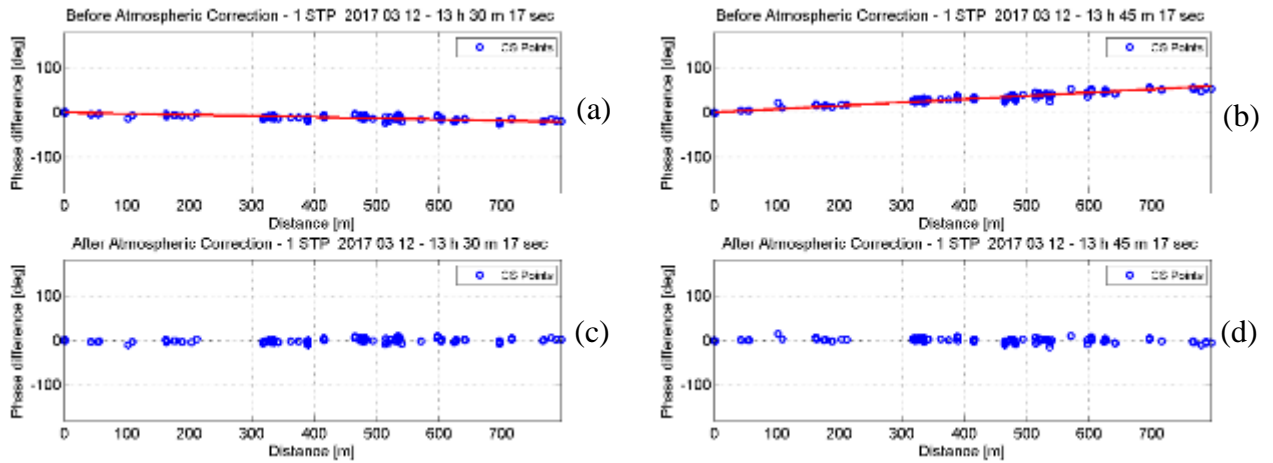 Before Atmospheric Correction - 1 STP 2017 03 12 - 13 h 30 m 17 sec
Phase difference [deg]
100
0
-100
CS Points
(a)
0 100 200 300 400 500 600 700
Distance [m]
Before Atmospheric Correction - 1 STP 2017 03 12 - 13 h 45 m 17 sec
Phase difference [deg]
100
0
-100
CS Points
(b)
0 100 200 300 400 500 600 700
Distance [m]
After Atmospheric Correction - 1 STP 2017 03 12 - 13 h 30 m 17 sec
Phase difference [deg]
100
0
-100
CS Points
(c)
0 100 200 300 400 500 600 700
Distance [m]
After Atmospheric Correction - 1 STP 2017 03 12 - 13 h 45 m 17 sec
Phase difference [deg]
100
0
-100
CS Points
(d)
0 100 200 300 400 500 600 700
Distance [m]